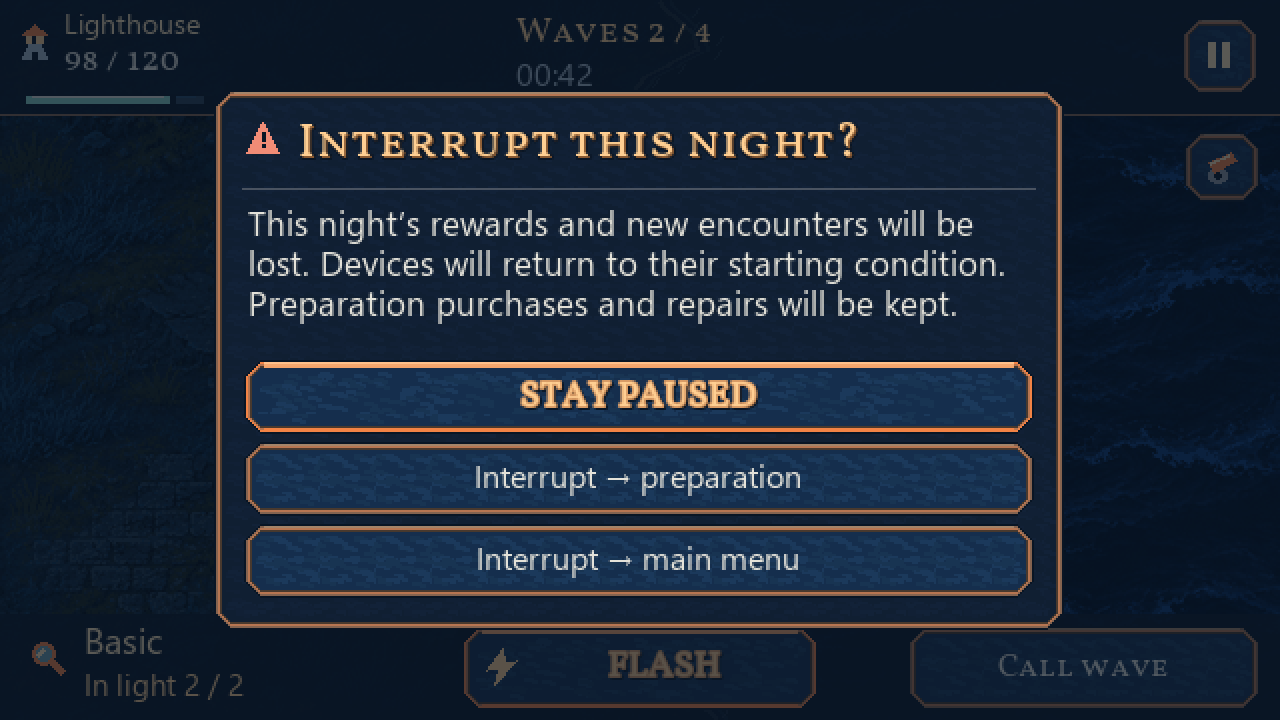 Lighthouse
98 / 120
Waves 2 / 4
00:42
Interrupt this night?
This night's rewards and new encounters will be
lost. Devices will return to their starting condition.
Preparation purchases and repairs will be kept.
STAY PAUSED
Interrupt → preparation
Interrupt → main menu
Basic
In light 2 / 2
FLASH
Call wave